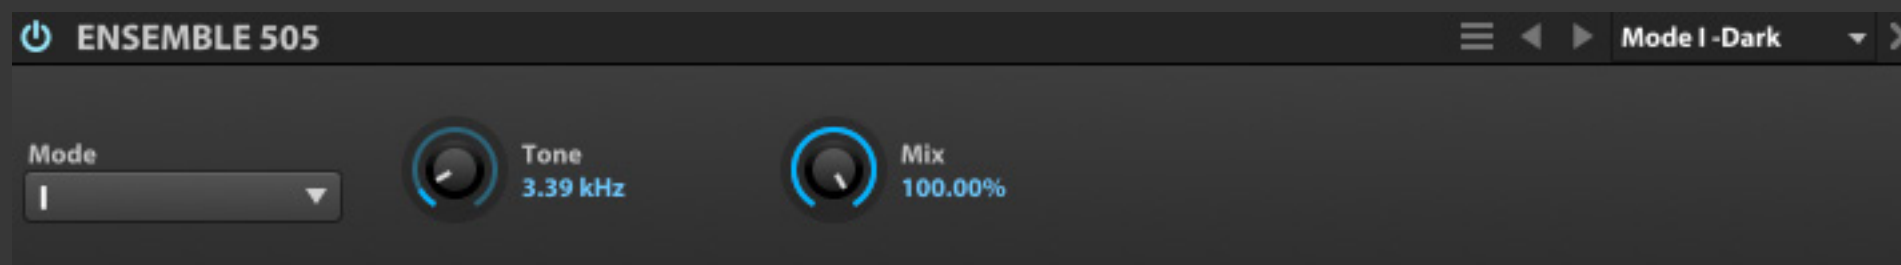 ENSEMBLE 505
Mode I -Dark
Mode
I
Tone
3.39 kHz
Mix
100.00%